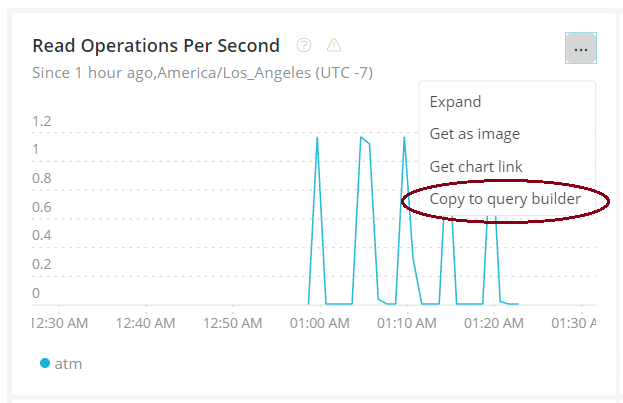 Read Operations Per Second
Since 1 hour ago,America/Los_Angeles (UTC -7)
...
Expand
Get as image
Get chart link
Copy to query builder
1.2
1
0.8
0.6
0.4
0.2
0
12:30 AM 12:40 AM 12:50 AM 01:00 AM 01:10 AM 01:20 AM 01:30 A
atm